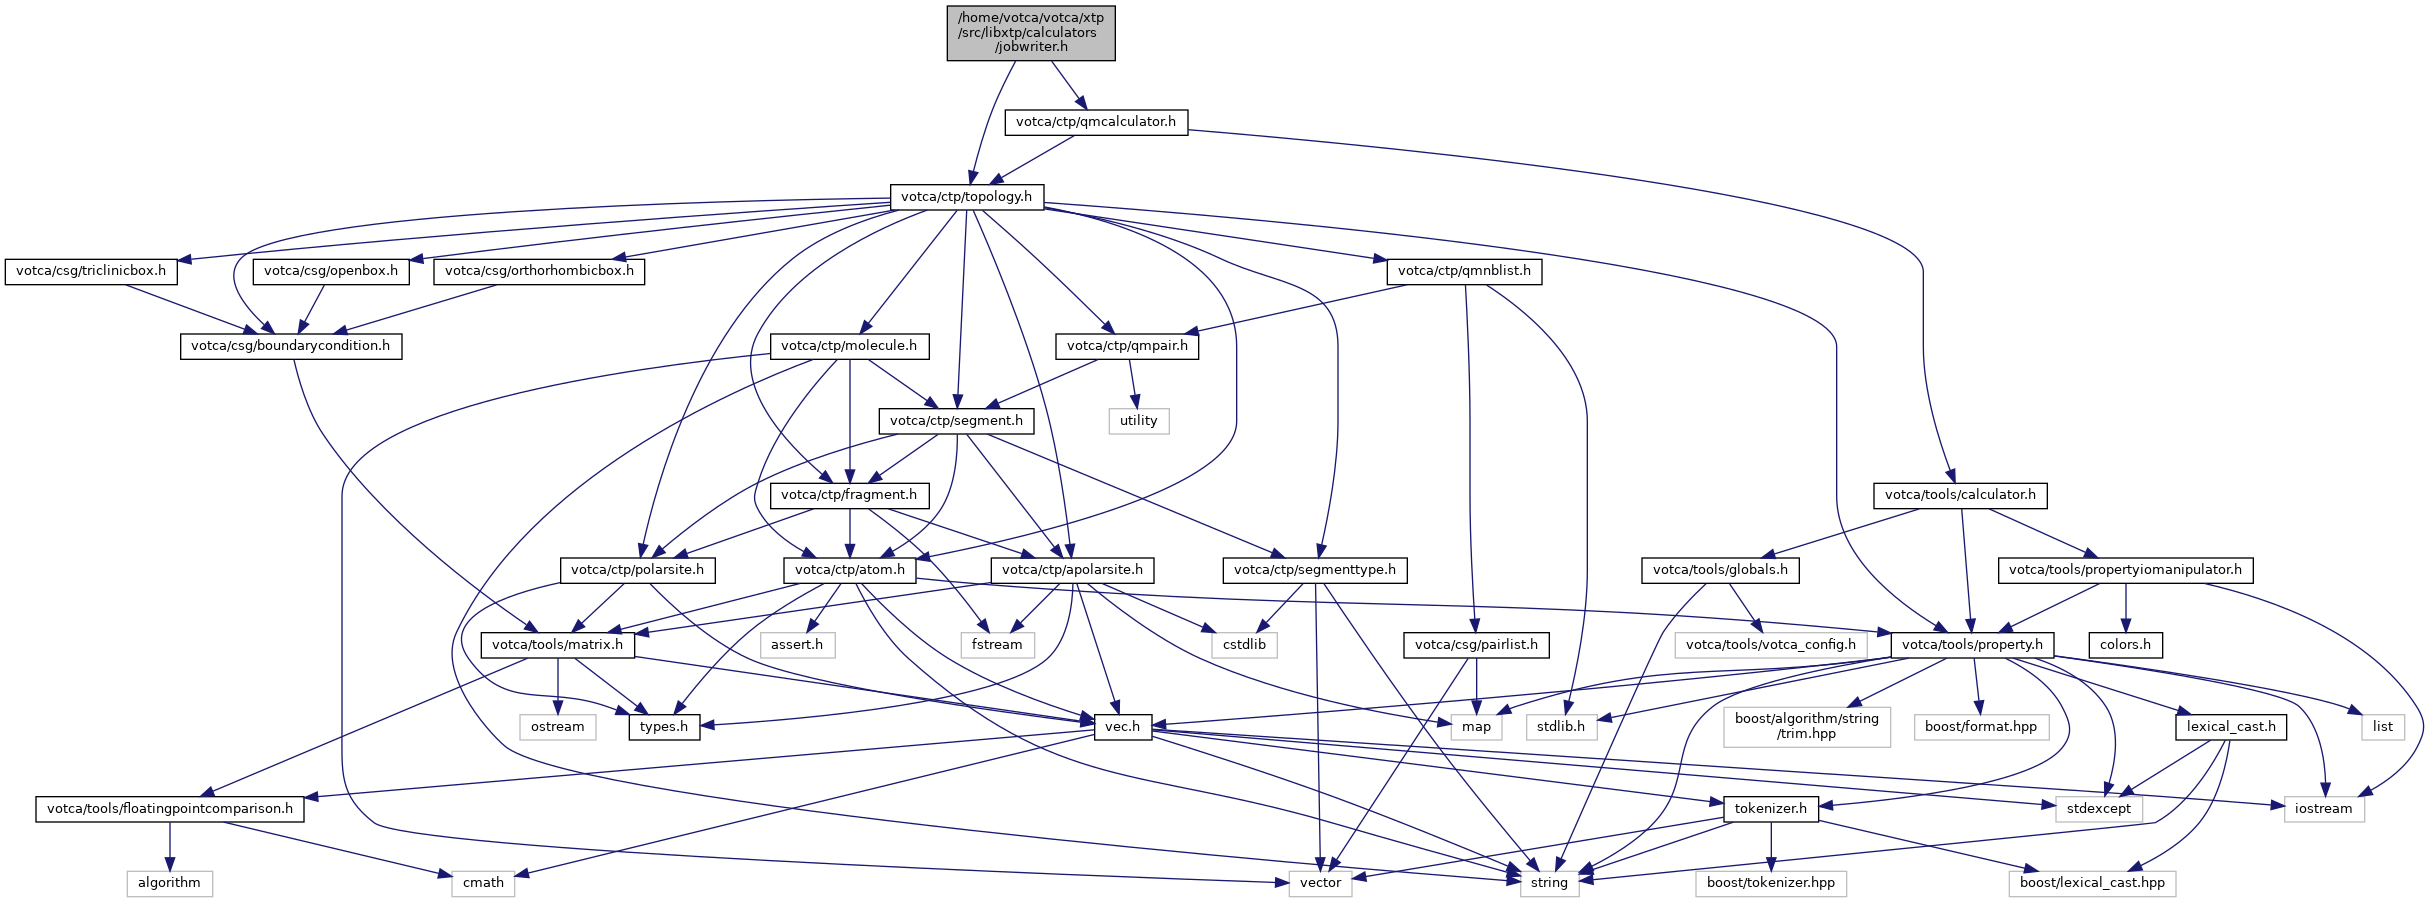 /home/votca/votca/xtp
/src/libxtp/calculators
/jobwriter.h
votca/ctp/qmcalculator.h
votca/ctp/topology.h
votca/csg/triclinicbox.h
votca/csg/openbox.h
votca/csg/orthorhombicbox.h
votca/ctp/qmnblist.h
votca/csg/boundarycondition.h
votca/ctp/molecule.h
votca/ctp/qmpair.h
votca/ctp/segment.h
utility
votca/ctp/fragment.h
votca/tools/calculator.h
votca/ctp/polarsite.h
votca/ctp/atom.h
votca/ctp/apolarsite.h
votca/ctp/segmenttype.h
votca/tools/globals.h
votca/tools/propertyiomanipulator.h
votca/tools/matrix.h
assert.h
fstream
cstdlib
votca/csg/pairlist.h
votca/tools/votca_config.h
votca/tools/property.h
colors.h
ostream
types.h
vec.h
map
stdlib.h
boost/algorithm/string
/trim.hpp
boost/format.hpp
lexical_cast.h
list
votca/tools/floatingpointcomparison.h
tokenizer.h
stdexcept
iostream
algorithm
cmath
vector
string
boost/tokenizer.hpp
boost/lexical_cast.hpp